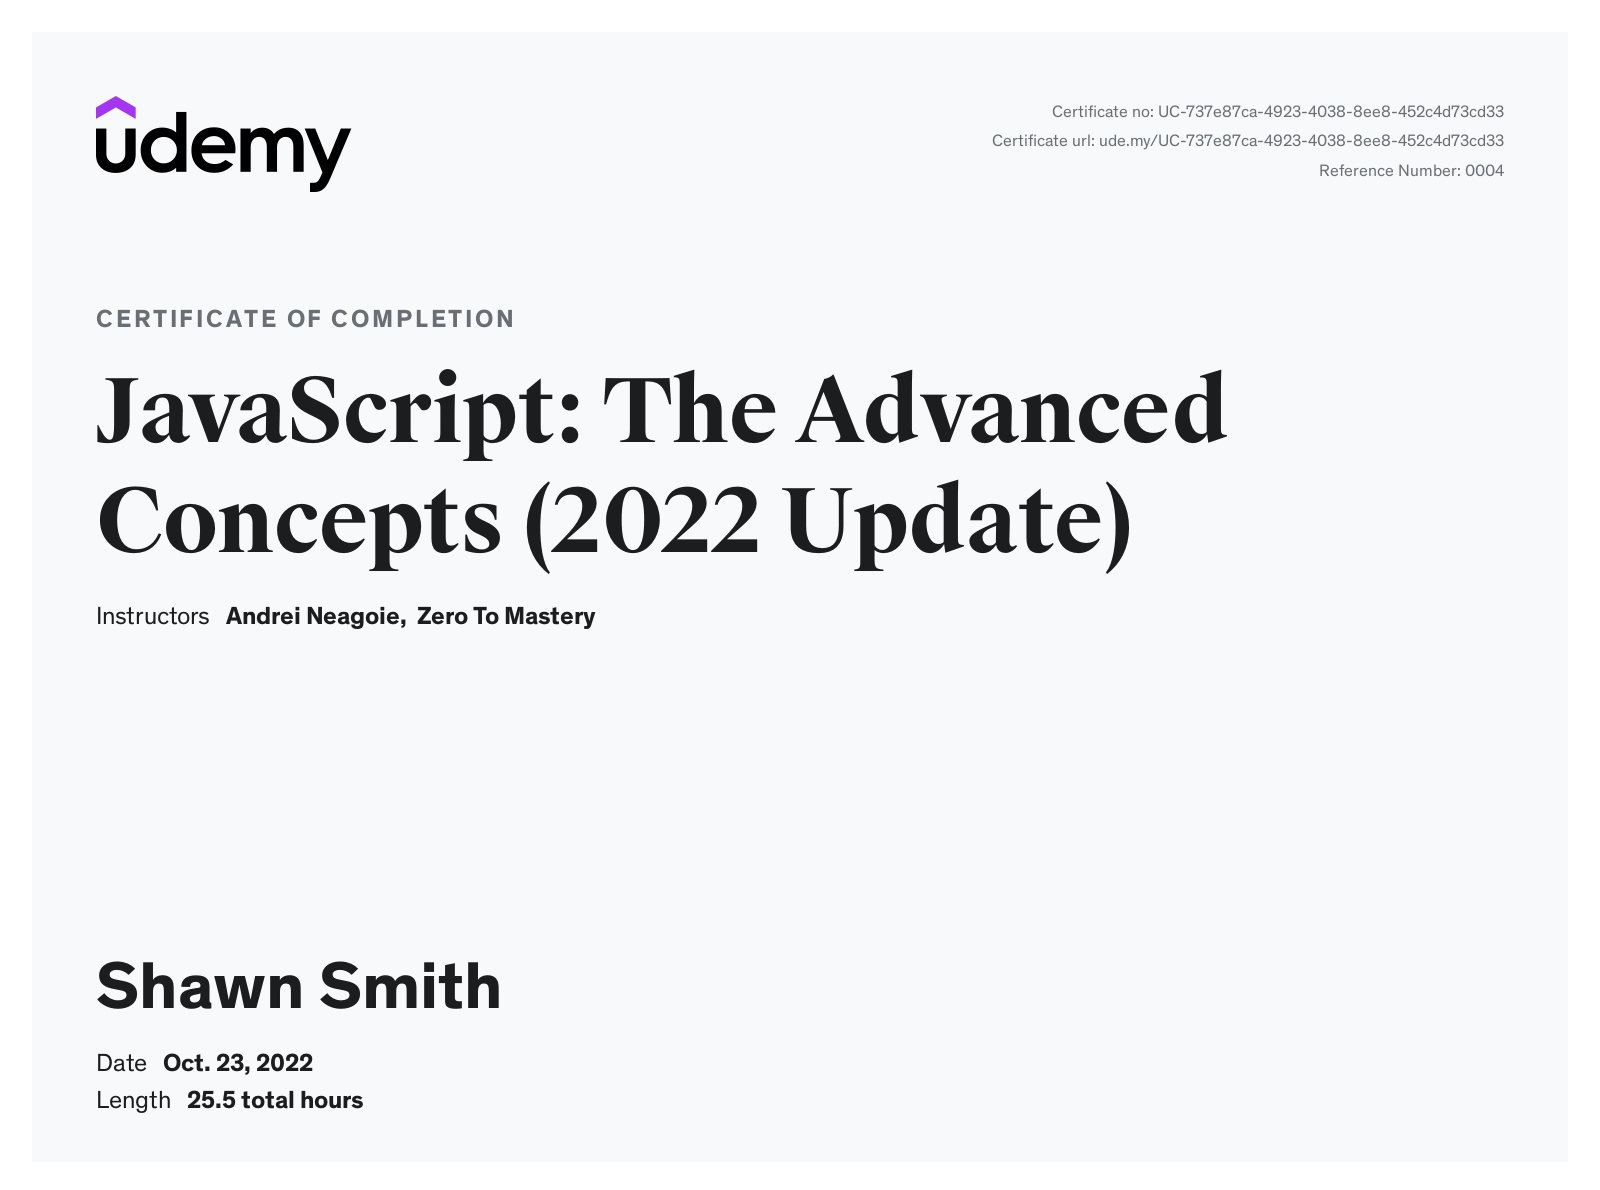 udemy
Certificate no: UC-737e87ca-4923-4038-8ee8-452c4d73cd33
Certificate url: ude.my/UC-737e87ca-4923-4038-8ee8-452c4d73cd33
Reference Number: 0004
CERTIFICATE OF COMPLETION
JavaScript: The Advanced
Concepts (2022 Update)
Instructors Andrei Neagoie, Zero To Mastery
Shawn Smith
Date Oct. 23, 2022
Length 25.5 total hours